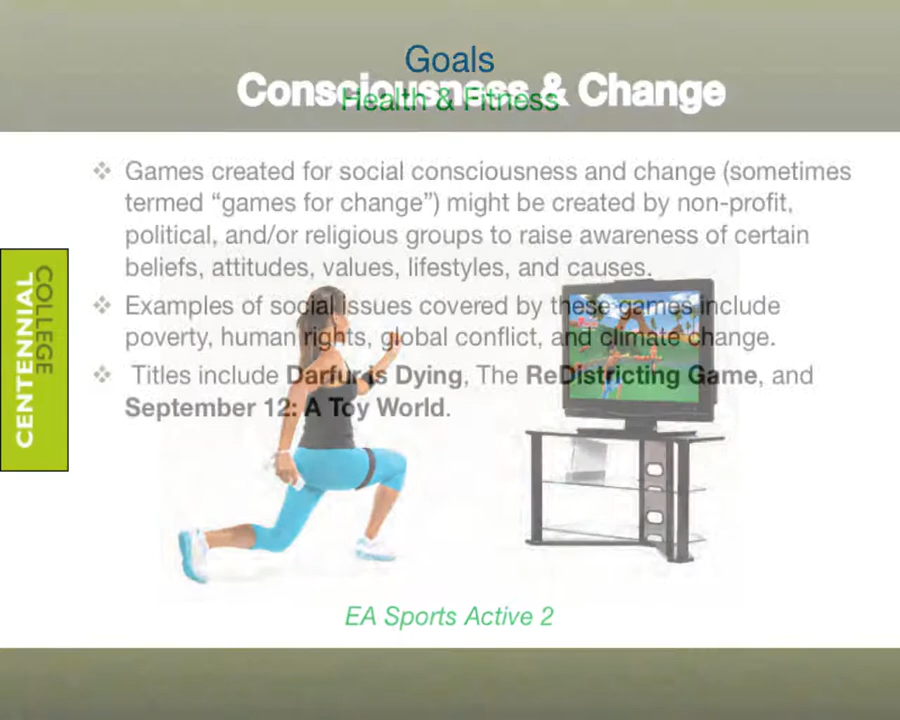 Goals
Consciousness & Change
Health & Fitness
❖ Games created for social consciousness and change (sometimes
termed “games for change”) might be created by non-profit,
political, and/or religious groups to raise awareness of certain
beliefs, attitudes, values, lifestyles, and causes.
❖ Examples of social issues covered by these games include
poverty, human rights, global conflict, and climate change.
❖ Titles include Darfur is Dying, The ReDistricting Game, and
September 12: A Toy World.
CENTENNIAL
COLLEGE
EA Sports Active 2